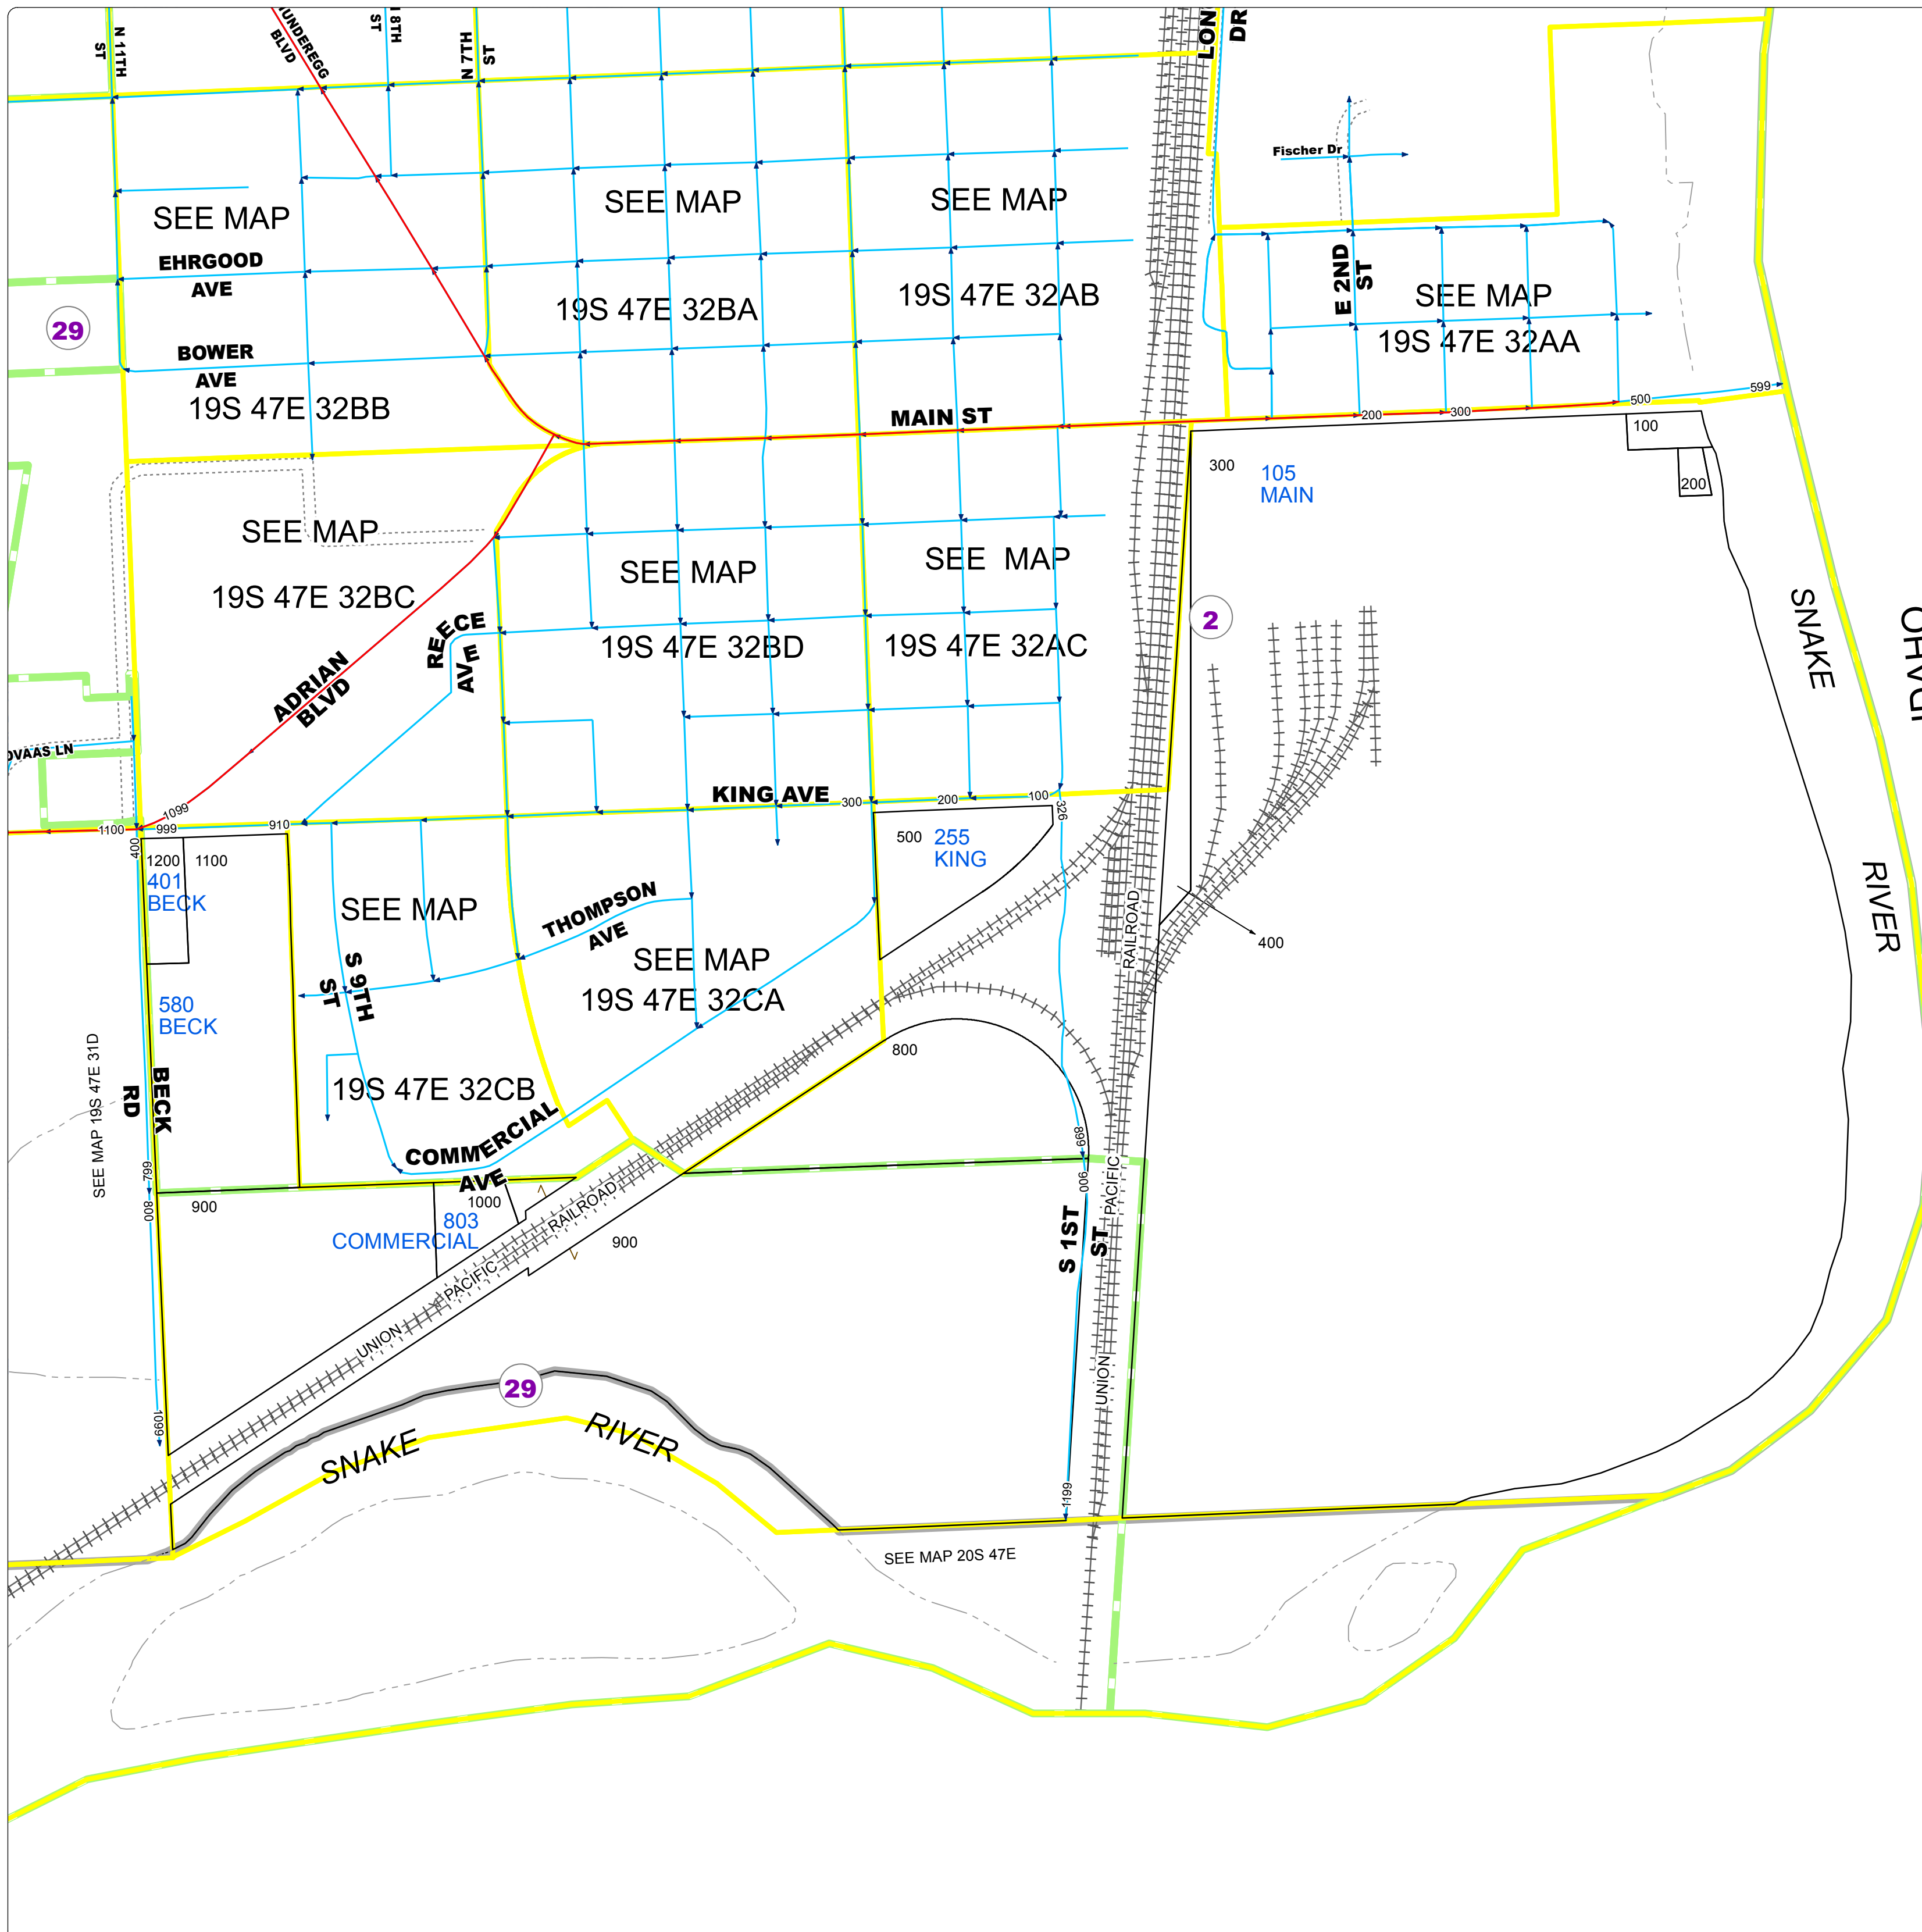 N 11TH
ST
BLVD
8TH
ST
N 7TH
ST
DR
Fischer Dr
SEE MAP
SEE MAP
SEE MAP
EHRGOOD
AVE
29
19S 47E 32BA
19S 47E 32AB
E 2ND
ST
SEE MAP
19S 47E 32AA
BOWER
AVE
19S 47E 32BB
MAIN ST
200
300
500
599
100
200
300
105
MAIN
SEE MAP
19S 47E 32BC
SEE MAP
19S 47E 32BD
SEE MAP
19S 47E 32AC
2
SNAKE
RIVER
REECE
AVE
ADRIAN
BLVD
KING AVE
300
200
100
326
1100
1099
999
910
400
1200
1100
401
BECK
500
255
KING
SEE MAP
THOMPSON
AVE
SEE MAP
19S 47E 32CA
S 9TH
ST
RAILROAD
400
580
BECK
SEE MAP 19S 47E 31D
BECK
RD
19S 47E 32CB
800
COMMERCIAL
AVE
799
800
899
900
900
1000
803
COMMERCIAL
900
RAILROAD
PACIFIC
UNION
S 1ST
ST
PACIFIC
UNION
1099
1199
29
SNAKE
RIVER
SEE MAP 20S 47E